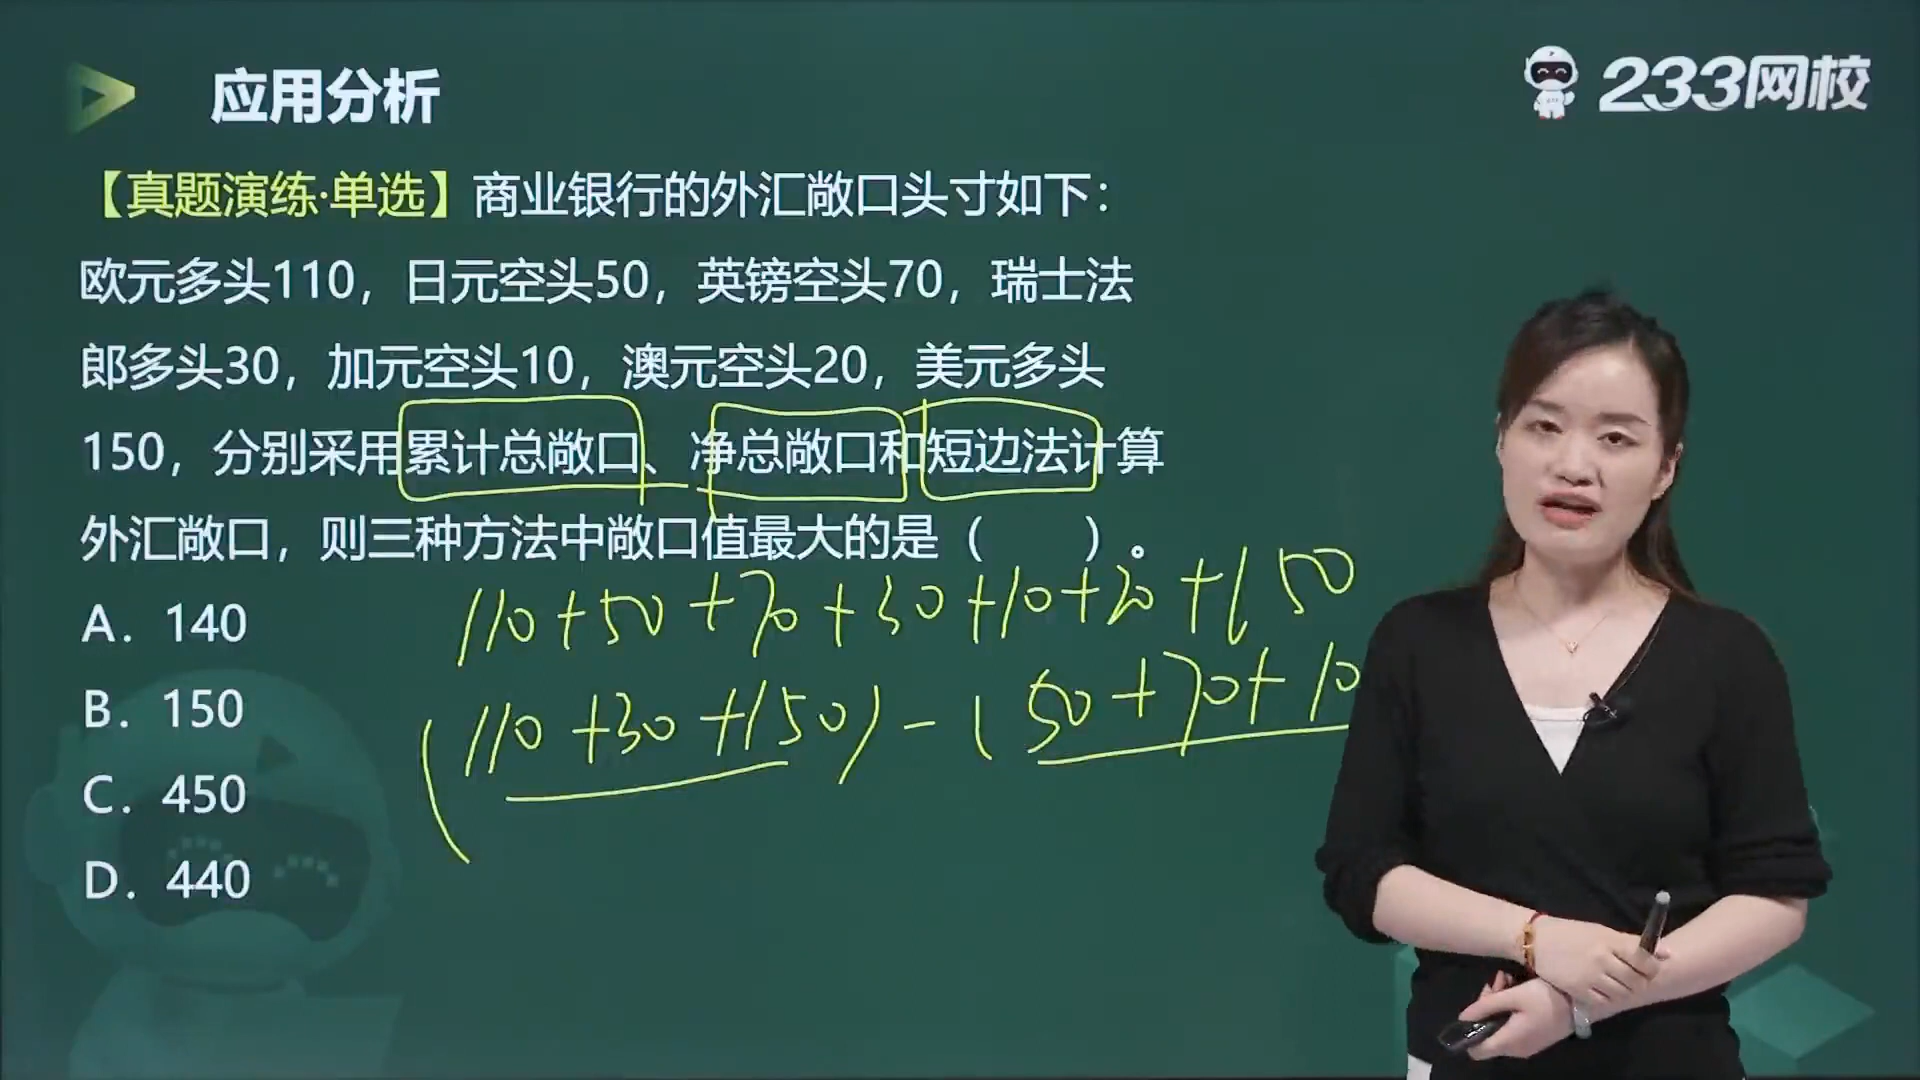 应用分析
233网校
【真题演练·单选】商业银行的外汇敞口头寸如下：
欧元多头110，日元空头50，英镑空头70，瑞士法
郎多头30，加元空头10，澳元空头20，美元多头
150，分别采用累计总敞口、净总敞口和短边法计算
外汇敞口，则三种方法中敞口值最大的是（　　）。
110+50+70+30+10+20+150
A. 140
(110+30+150)-(50+70+10
B. 150
C. 450
D. 440